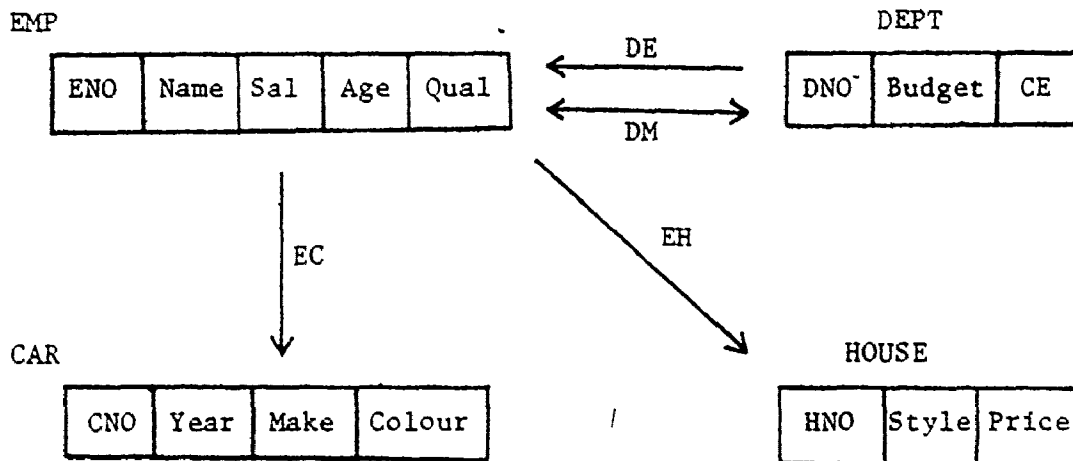 EMP
DEPT
ENO Name Sal Age Qual
DE
DM
DNO Budget CE
EC
EH
CAR
HOUSE
CNO Year Make Colour
HNO Style Price